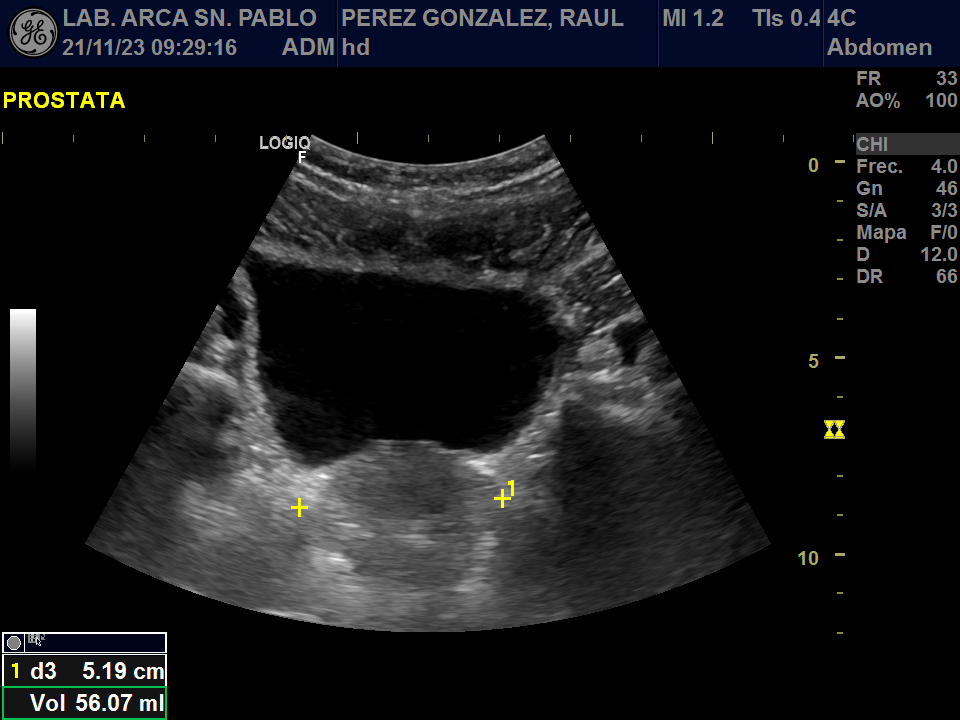 LAB. ARCA SN. PABLO
21/11/23 09:29:16 ADM
PEREZ GONZALEZ, RAUL
hd
MI 1.2 TIs 0.4
4C
Abdomen
PROSTATA
FR 33
AO% 100
CHI
Frec. 4.0
Gn 46
S/A 3/3
Mapa F/0
D 12.0
DR 66
LOGIQ
F
0
5
10
1
1 d3 5.19 cm
Vol 56.07 ml